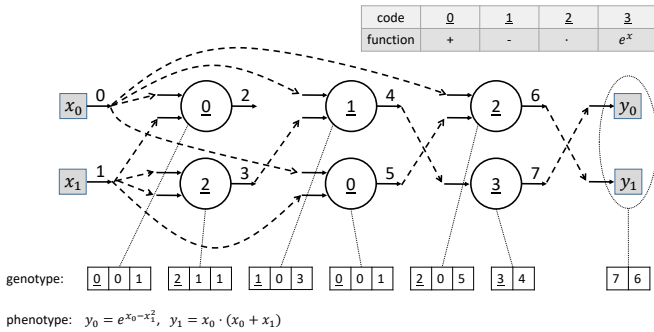 code 0 1 2 3
function + - · eˣ
x₀ 0 0 2 1 4 2 6 y₀
x₁ 1 2 3 0 5 3 7 y₁
genotype: 0 0 1 2 1 1 1 0 3 0 0 1 2 0 5 3 4 7 6
phenotype: y₀ = e^{x₀−x₁²}, y₁ = x₀ · (x₀ + x₁)